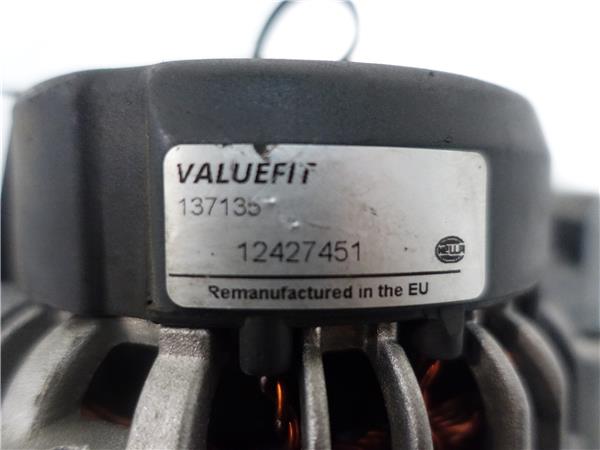 VALUEFIT
137135
12427451
HELLA
Remanufactured in the EU